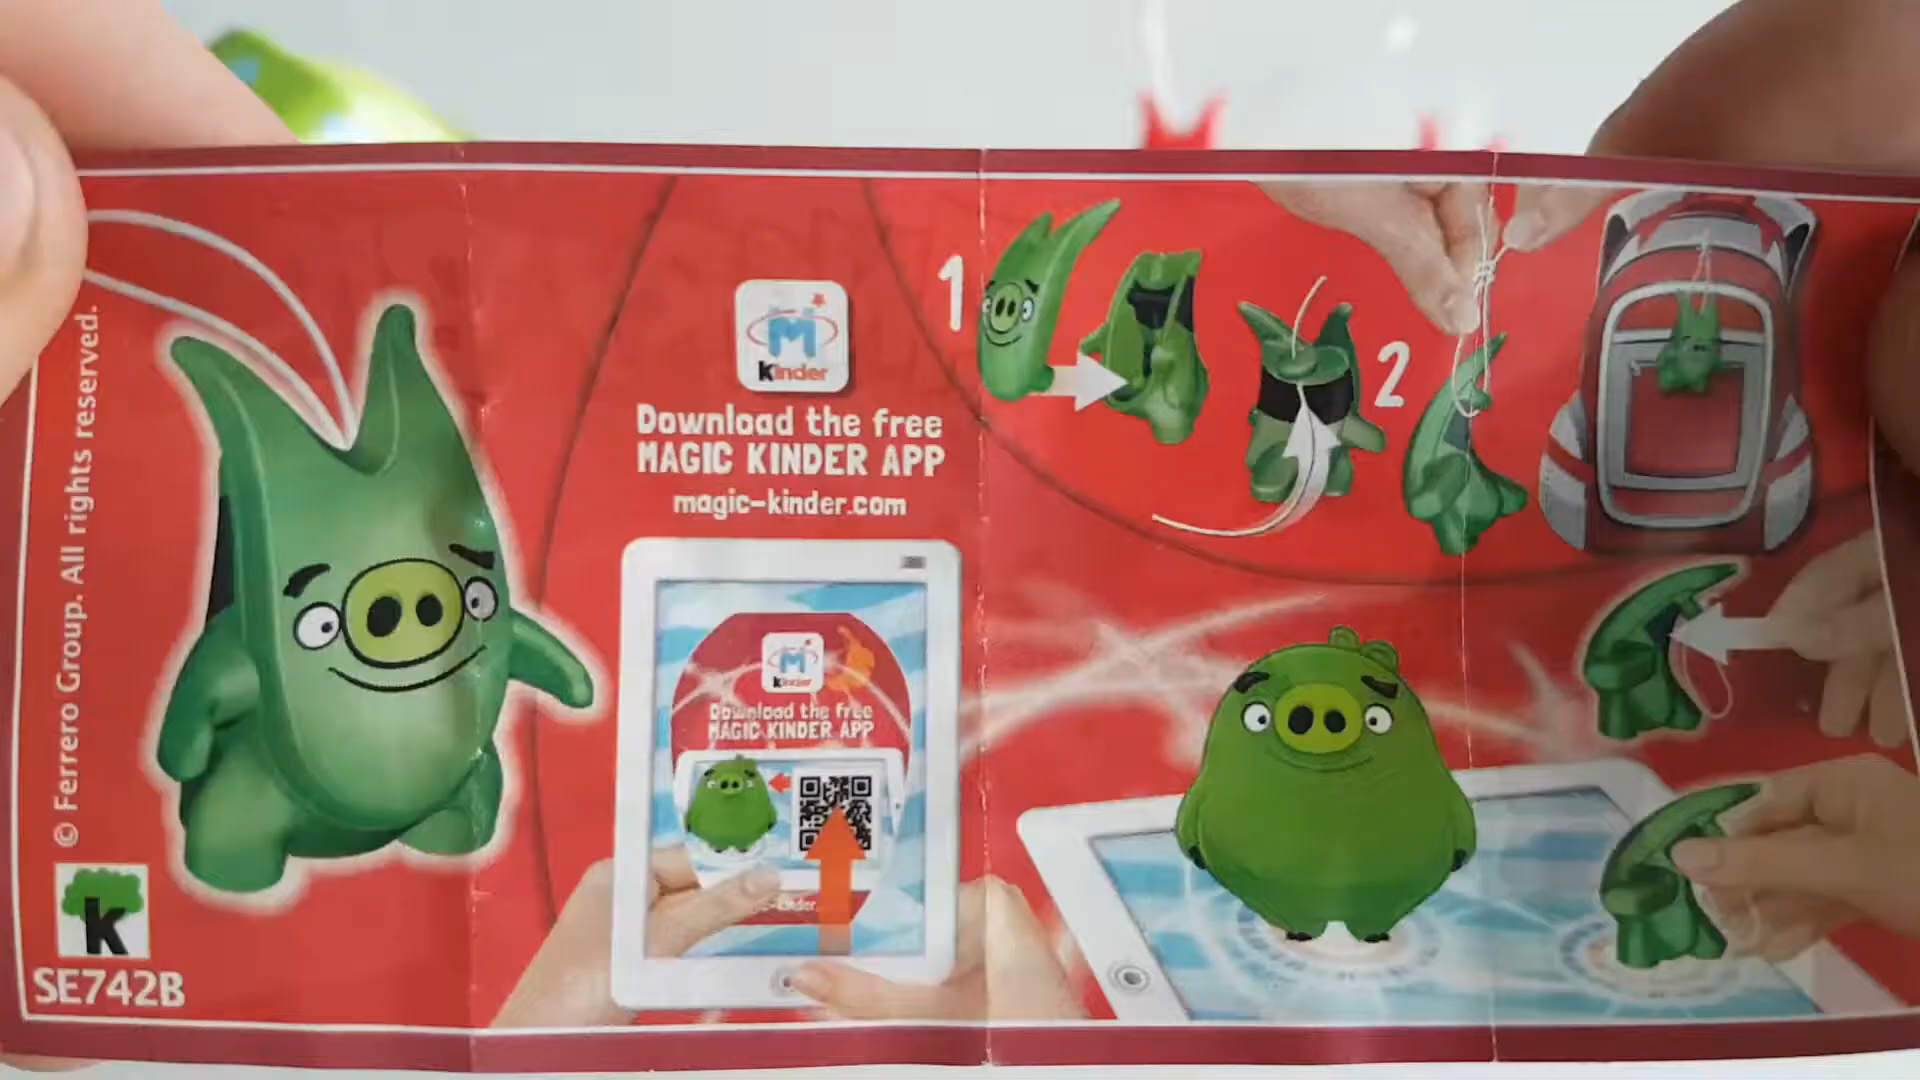 © Ferrero Group. All rights reserved.
k
SE742B
M
kinder
Download the free
MAGIC KINDER APP
magic-kinder.com
M
kinder
Download the free
MAGIC KINDER APP
1
2